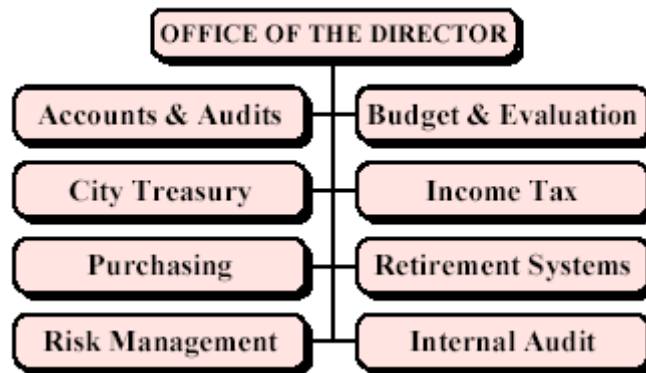 OFFICE OF THE DIRECTOR
Accounts & Audits
Budget & Evaluation
City Treasury
Income Tax
Purchasing
Retirement Systems
Risk Management
Internal Audit